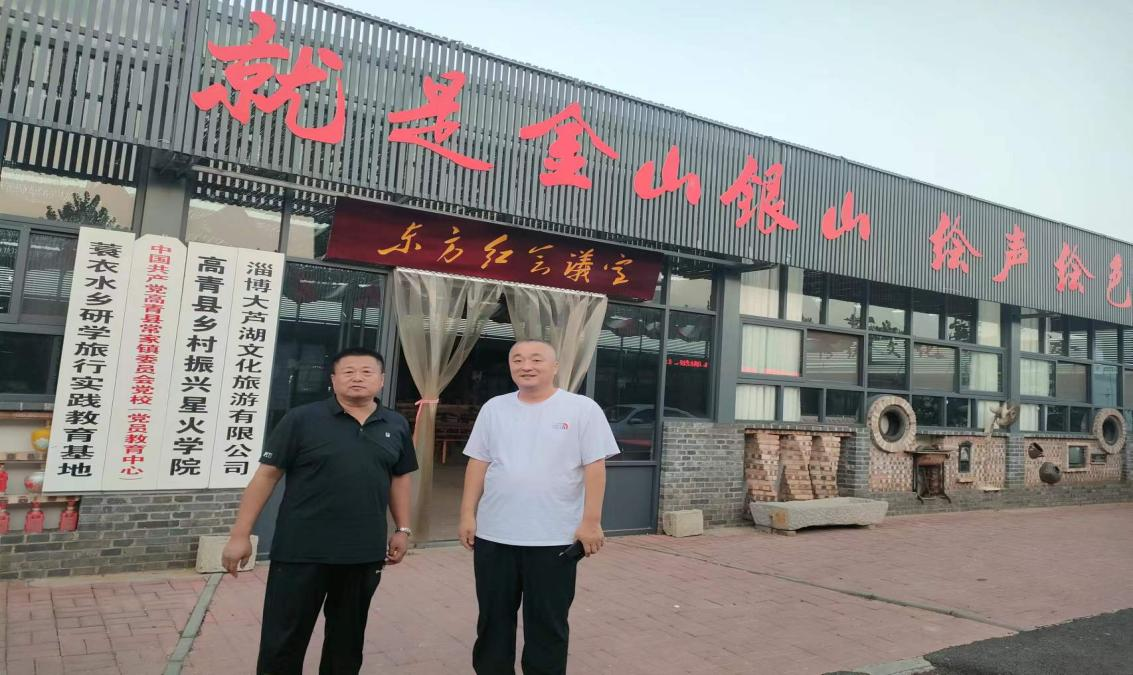 就是金山银山 绘声绘色
东方红会议室
蓑衣水乡研学旅行实践教育基地
中国共产党高青县常家镇委员会党校（党员教育中心）
高青县乡村振兴星火学院
淄博大芦湖文化旅游有限公司